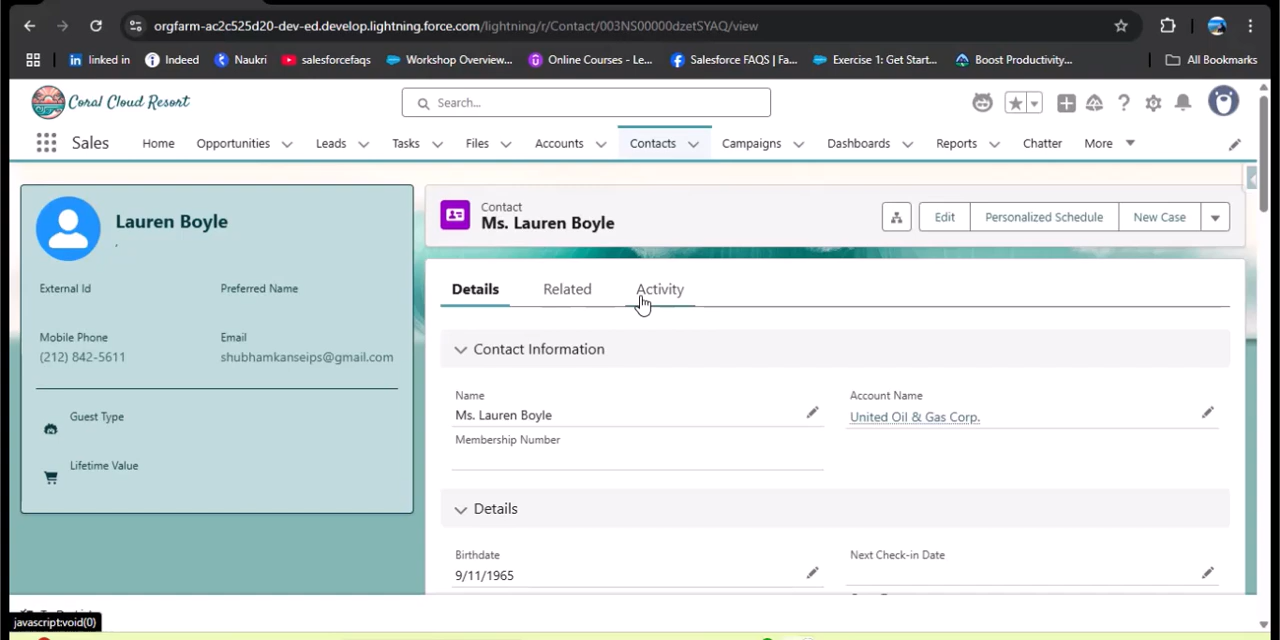 orgfarm-ac2c525d20-dev-ed.develop.lightning.force.com/lightning/r/Contact/003NS00000dzetSYAQ/view
linked in Indeed Naukri salesforcefaqs Workshop Overview... Online Courses - Le... Salesforce FAQS | Fa... Exercise 1: Get Start... Boost Productivity... All Bookmarks
Coral Cloud Resort Search...
Sales Home Opportunities Leads Tasks Files Accounts Contacts Campaigns Dashboards Reports Chatter More
Lauren Boyle
,
External Id Preferred Name
Mobile Phone Email
(212) 842-5611 shubhamkanseips@gmail.com
Guest Type
Lifetime Value
Contact
Ms. Lauren Boyle
Edit Personalized Schedule New Case
Details Related Activity
Contact Information
Name Account Name
Ms. Lauren Boyle United Oil & Gas Corp.
Membership Number
Details
Birthdate Next Check-in Date
9/11/1965
javascript:void(0)